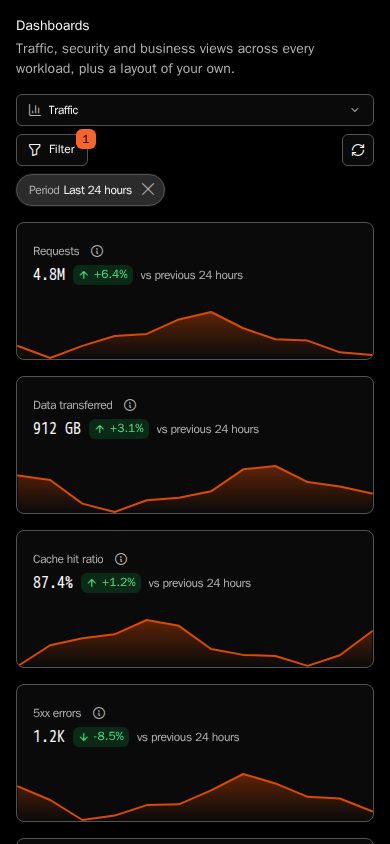 Dashboards
Traffic, security and business views across every
workload, plus a layout of your own.
Traffic
Filter
1
Period Last 24 hours
Requests
4.8M +6.4% vs previous 24 hours
Data transferred
912 GB +3.1% vs previous 24 hours
Cache hit ratio
87.4% +1.2% vs previous 24 hours
5xx errors
1.2K -8.5% vs previous 24 hours